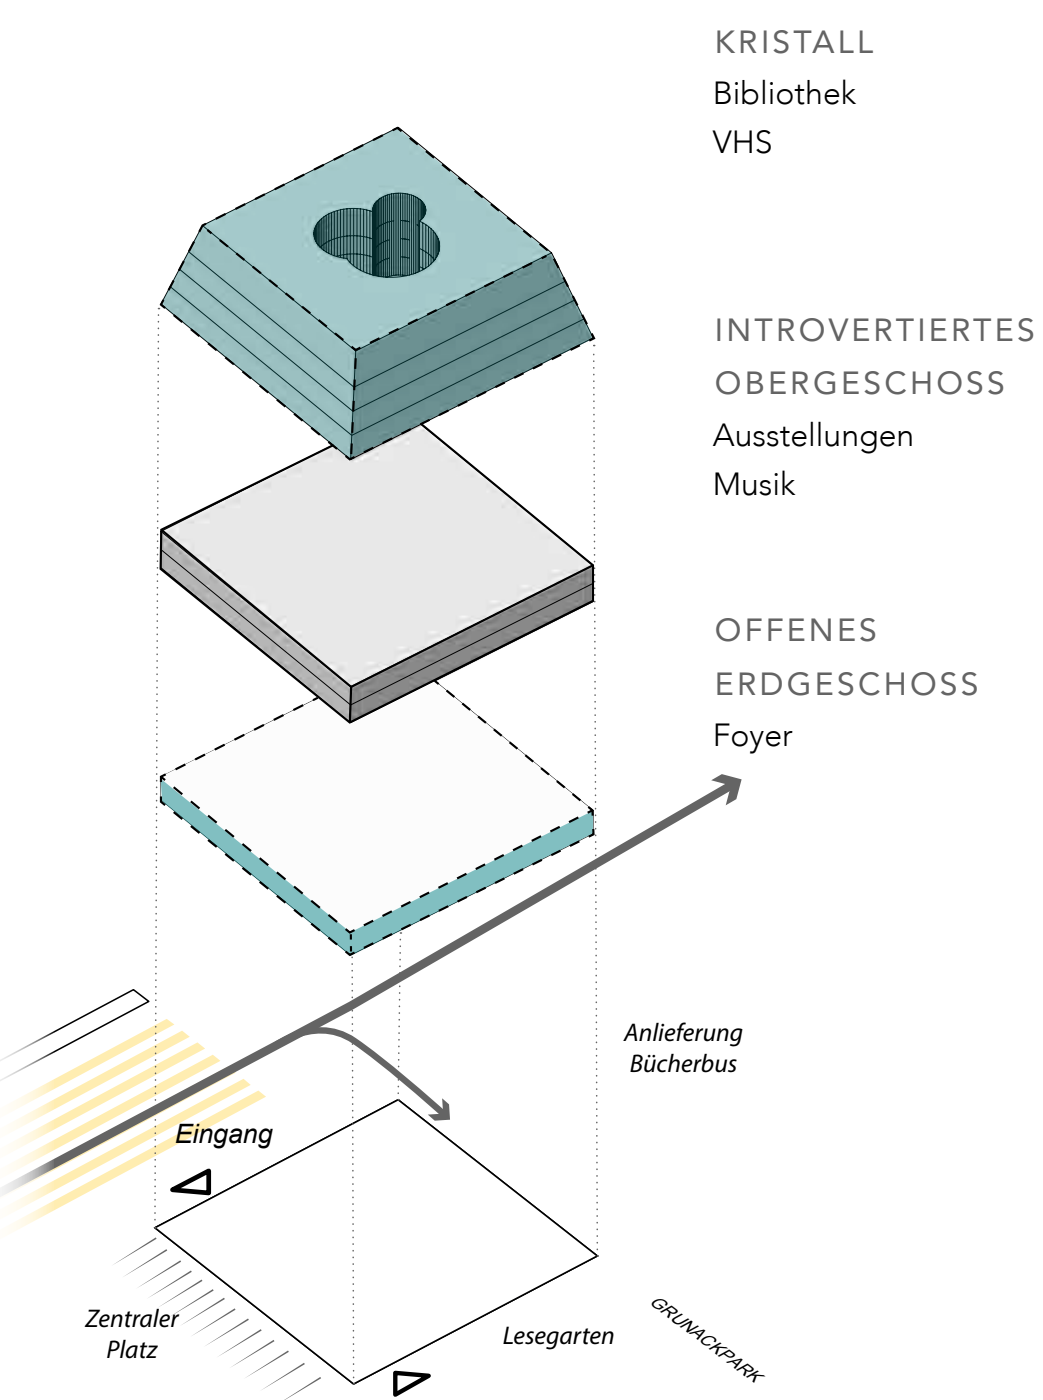 KRISTALL
Bibliothek
VHS
INTROVERTIERTES
OBERGESCHOSS
Ausstellungen
Musik
OFFENES
ERDGESCHOSS
Foyer
Anlieferung
Bücherbus
Eingang
Zentraler
Platz
Lesegarten
GRUNACKPARK